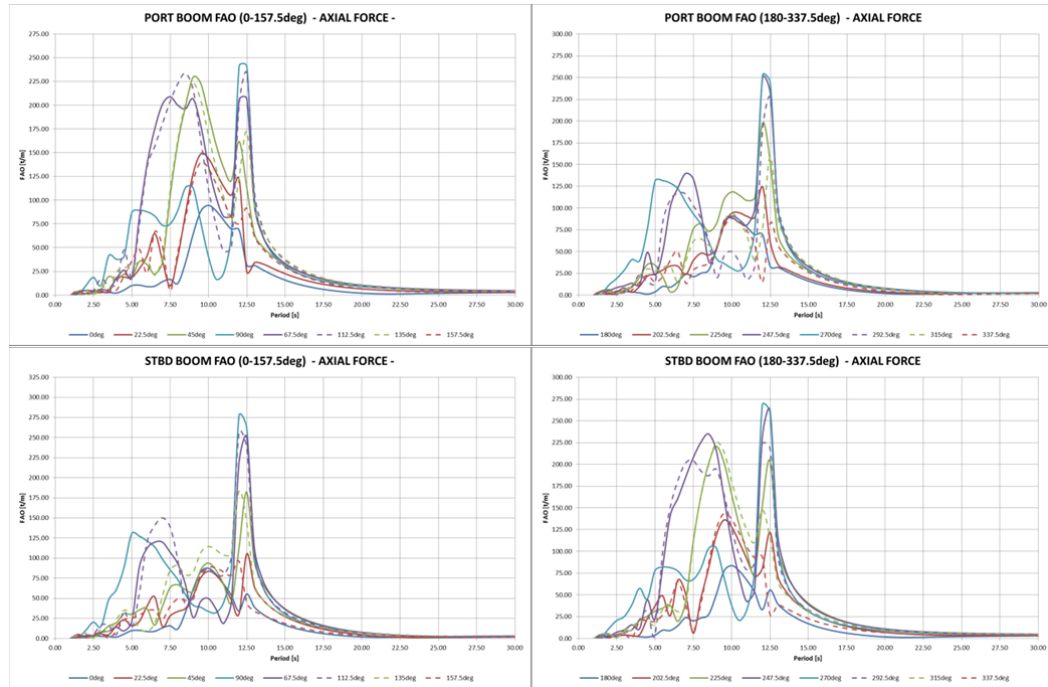 PORT BOOM FAO (0-157.5deg) - AXIAL FORCE -
FAO [t/m]
275.00
250.00
225.00
200.00
175.00
150.00
125.00
100.00
75.00
50.00
25.00
0.00
0.00 2.50 5.00 7.50 10.00 12.50 15.00 17.50 20.00 22.50 25.00 27.50 30.00
Period [s]
0deg 22.5deg 45deg 90deg 67.5deg 112.5deg 135deg 157.5deg
PORT BOOM FAO (180-337.5deg) - AXIAL FORCE
FAO [t/m]
300.00
275.00
250.00
225.00
200.00
175.00
150.00
125.00
100.00
75.00
50.00
25.00
0.00
0.00 2.50 5.00 7.50 10.00 12.50 15.00 17.50 20.00 22.50 25.00 27.50 30.00
Period [s]
180deg 202.5deg 225deg 247.5deg 270deg 292.5deg 315deg 337.5deg
STBD BOOM FAO (0-157.5deg) - AXIAL FORCE -
FAO [t/m]
325.00
300.00
275.00
250.00
225.00
200.00
175.00
150.00
125.00
100.00
75.00
50.00
25.00
0.00
0.00 2.50 5.00 7.50 10.00 12.50 15.00 17.50 20.00 22.50 25.00 27.50 30.00
Period [s]
0deg 22.5deg 45deg 90deg 67.5deg 112.5deg 135deg 157.5deg
STBD BOOM FAO (180-337.5deg) - AXIAL FORCE
FAO [t/m]
300.00
275.00
250.00
225.00
200.00
175.00
150.00
125.00
100.00
75.00
50.00
25.00
0.00
0.00 2.50 5.00 7.50 10.00 12.50 15.00 17.50 20.00 22.50 25.00 27.50 30.00
Period [s]
180deg 202.5deg 225deg 247.5deg 270deg 292.5deg 315deg 337.5deg